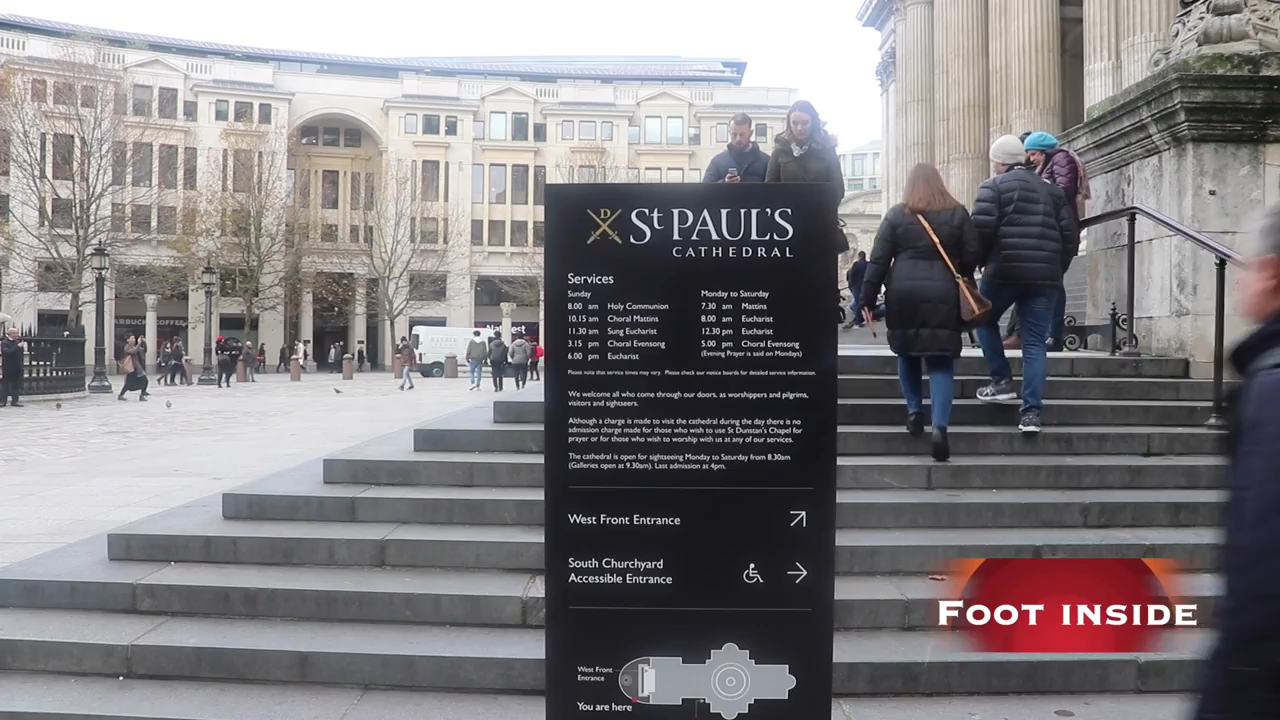 D
St PAUL'S
CATHEDRAL
Services
Sunday
8.00 am Holy Communion
10.15 am Choral Mattins
11.30 am Sung Eucharist
3.15 pm Choral Evensong
6.00 pm Eucharist
Monday to Saturday
7.30 am Mattins
8.00 am Eucharist
12.30 pm Eucharist
5.00 pm Choral Evensong
(Evening Prayer is said on Mondays)
Please note that service times may vary. Please check our notice boards for detailed service information.
We welcome all who come through our doors, as worshippers and pilgrims,
visitors and sightseers.
Although a charge is made to visit the cathedral during the day there is no
admission charge made for those who wish to use St Dunstan's Chapel for
prayer or for those who wish to worship with us at any of our services.
The cathedral is open for sightseeing Monday to Saturday from 8.30am
(Galleries open at 9.30am). Last admission at 4pm.
West Front Entrance
South Churchyard
Accessible Entrance
West Front
Entrance
You are here
FOOT INSIDE